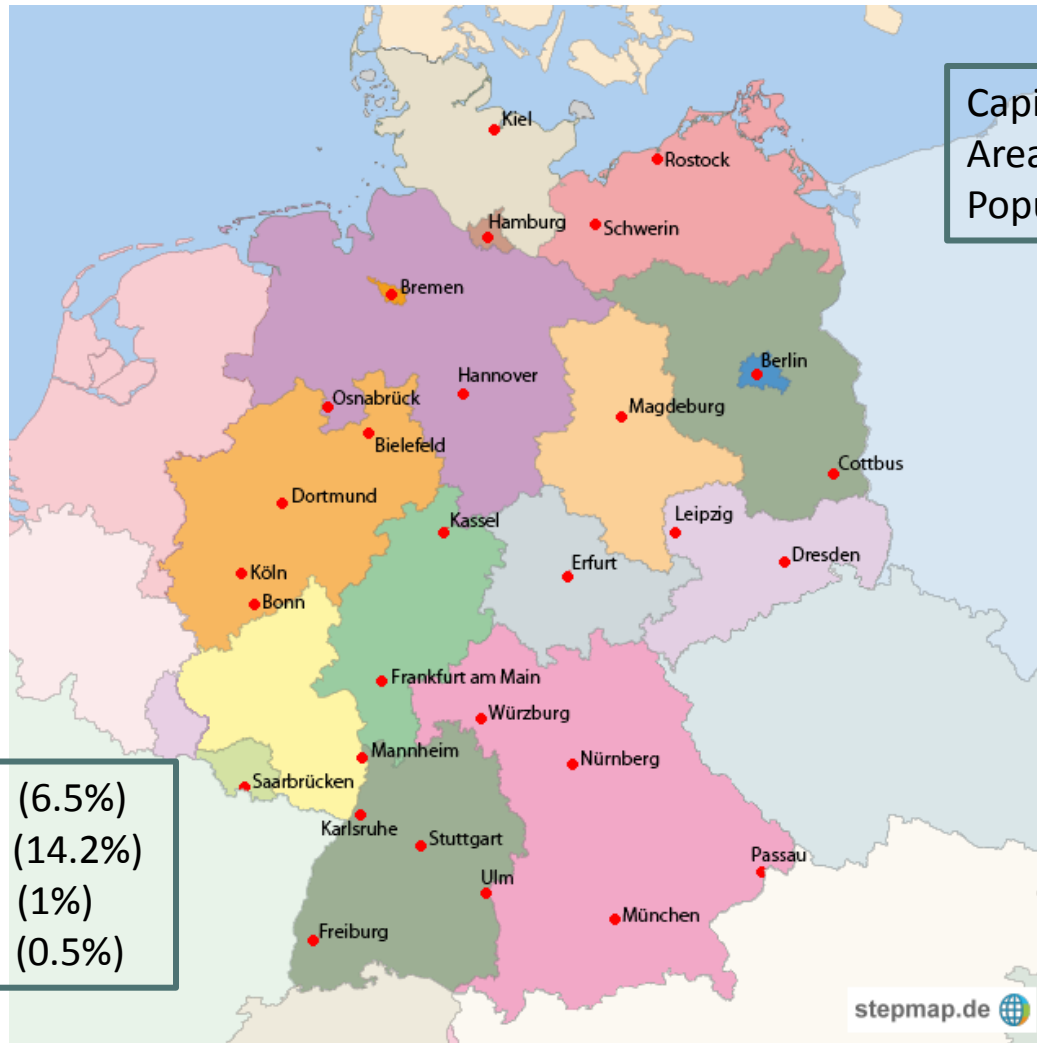 Kiel
Rostock
Hamburg
Schwerin
Bremen
Berlin
Hannover
Osnabrück
Magdeburg
Bielefeld
Cottbus
Dortmund
Leipzig
Kassel
Dresden
Erfurt
Köln
Bonn
Frankfurt am Main
Würzburg
Mannheim
Nürnberg
Saarbrücken
Karlsruhe
Stuttgart
Passau
Ulm
München
Freiburg
Capi
Area
Popu
(6.5%)
(14.2%)
(1%)
(0.5%)
stepmap.de